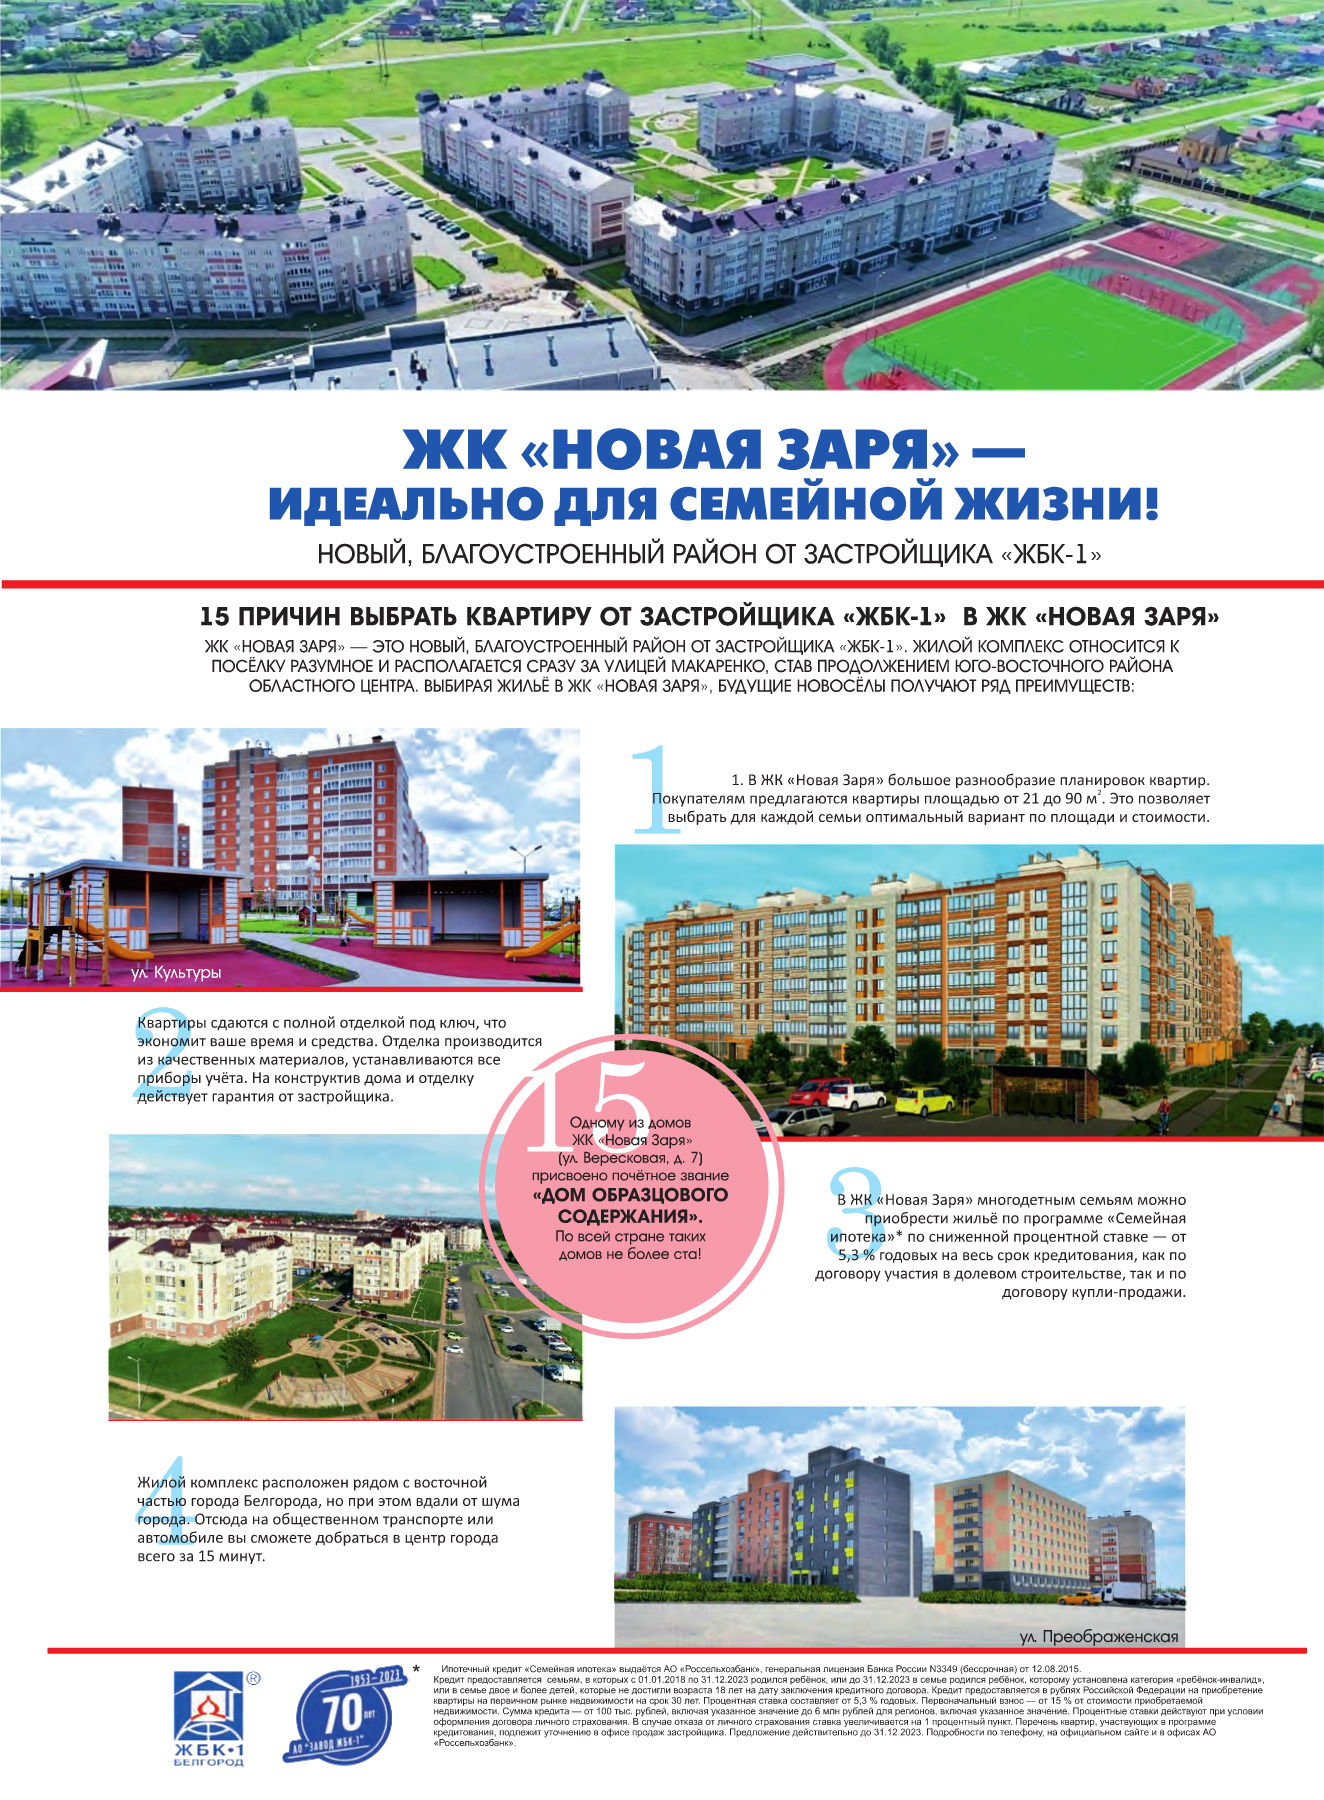 ЖК «НОВАЯ ЗАРЯ» —
ИДЕАЛЬНО ДЛЯ СЕМЕЙНОЙ ЖИЗНИ!
НОВЫЙ, БЛАГОУСТРОЕННЫЙ РАЙОН ОТ ЗАСТРОЙЩИКА «ЖБК-1»
15 ПРИЧИН ВЫБРАТЬ КВАРТИРУ ОТ ЗАСТРОЙЩИКА «ЖБК-1» В ЖК «НОВАЯ ЗАРЯ»
ЖК «НОВАЯ ЗАРЯ» — ЭТО НОВЫЙ, БЛАГОУСТРОЕННЫЙ РАЙОН ОТ ЗАСТРОЙЩИКА «ЖБК-1». ЖИЛОЙ КОМПЛЕКС ОТНОСИТСЯ К
ПОСЁЛКУ РАЗУМНОЕ И РАСПОЛАГАЕТСЯ СРАЗУ ЗА УЛИЦЕЙ МАКАРЕНКО, СТАВ ПРОДОЛЖЕНИЕМ ЮГО-ВОСТОЧНОГО РАЙОНА
ОБЛАСТНОГО ЦЕНТРА. ВЫБИРАЯ ЖИЛЬЁ В ЖК «НОВАЯ ЗАРЯ», БУДУЩИЕ НОВОСЁЛЫ ПОЛУЧАЮТ РЯД ПРЕИМУЩЕСТВ:
ул. Культуры
1
1. В ЖК «Новая Заря» большое разнообразие планировок квартир.
Покупателям предлагаются квартиры площадью от 21 до 90 м². Это позволяет
выбрать для каждой семьи оптимальный вариант по площади и стоимости.
2
Квартиры сдаются с полной отделкой под ключ, что
экономит ваше время и средства. Отделка производится
из качественных материалов, устанавливаются все
приборы учёта. На конструктив дома и отделку
действует гарантия от застройщика.
15
Одному из домов
ЖК «Новая Заря»
(ул. Вересковая, д. 7)
присвоено почётное звание
«ДОМ ОБРАЗЦОВОГО
СОДЕРЖАНИЯ».
По всей стране таких
домов не более ста!
3
В ЖК «Новая Заря» многодетным семьям можно
приобрести жильё по программе «Семейная
ипотека»* по сниженной процентной ставке — от
5,3 % годовых на весь срок кредитования, как по
договору участия в долевом строительстве, так и по
договору купли-продажи.
4
Жилой комплекс расположен рядом с восточной
частью города Белгорода, но при этом вдали от шума
города. Отсюда на общественном транспорте или
автомобиле вы сможете добраться в центр города
всего за 15 минут.
ул. Преображенская
®
ЖБК·1
БЕЛГОРОД
1953–2023
70 лет
АО "ЗАВОД ЖБК-1"
* Ипотечный кредит «Семейная ипотека» выдаётся АО «Россельхозбанк», генеральная лицензия Банка России N3349 (бессрочная) от 12.08.2015.
Кредит предоставляется семьям, в которых с 01.01.2018 по 31.12.2023 родился ребёнок, или до 31.12.2023 в семье родился ребёнок, которому установлена категория «ребёнок-инвалид»,
или в семье двое и более детей, которые не достигли возраста 18 лет на дату заключения кредитного договора. Кредит предоставляется в рублях Российской Федерации на приобретение
квартиры на первичном рынке недвижимости на срок 30 лет. Процентная ставка составляет от 5,3 % годовых. Первоначальный взнос — от 15 % от стоимости приобретаемой
недвижимости. Сумма кредита — от 100 тыс. рублей, включая указанное значение до 6 млн рублей для регионов, включая указанное значение. Процентные ставки действуют при условии
оформления договора личного страхования. В случае отказа от личного страхования ставка увеличивается на 1 процентный пункт. Перечень квартир, участвующих в программе
кредитования, подлежит уточнению в офисе продаж застройщика. Предложение действительно до 31.12.2023. Подробности по телефону, на официальном сайте и в офисах АО
«Россельхозбанк».